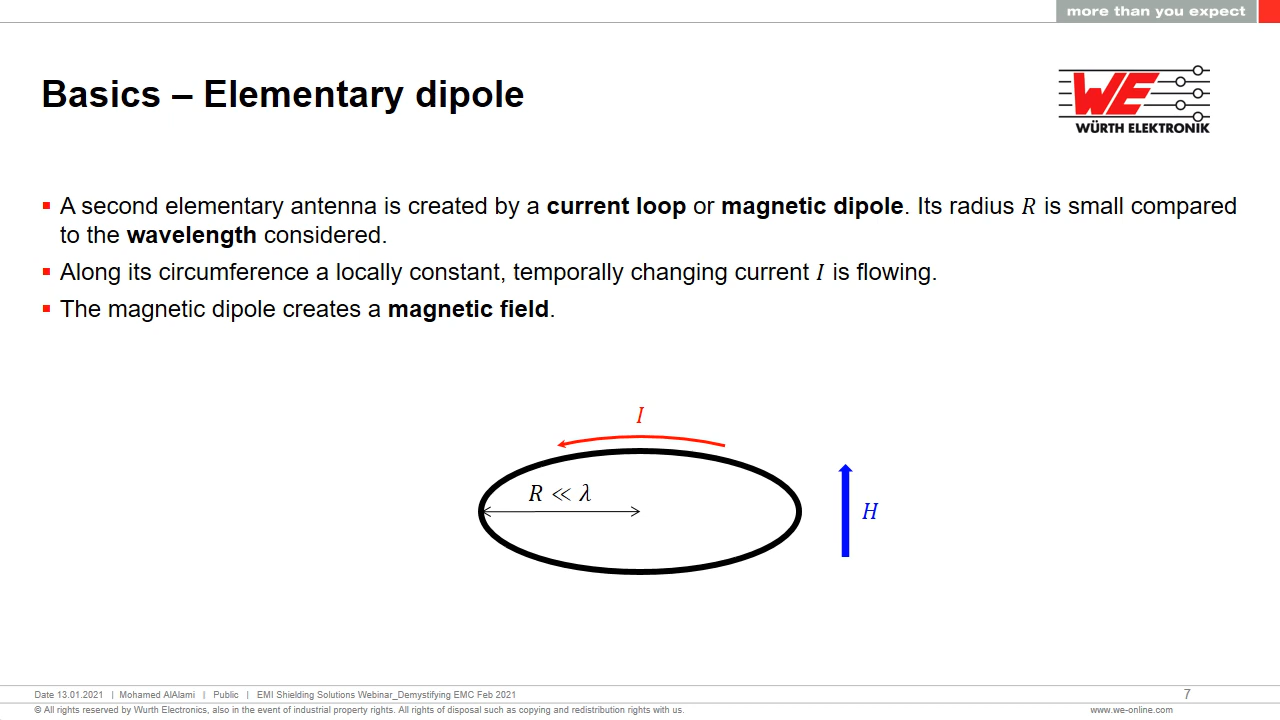 more than you expect
Basics – Elementary dipole
WE
WÜRTH ELEKTRONIK
▪ A second elementary antenna is created by a current loop or magnetic dipole. Its radius R is small compared
to the wavelength considered.
▪ Along its circumference a locally constant, temporally changing current I is flowing.
▪ The magnetic dipole creates a magnetic field.
I
R ≪ λ
H
Date 13.01.2021 | Mohamed AlAlami | Public | EMI Shielding Solutions Webinar_Demystifying EMC Feb 2021
7
© All rights reserved by Wurth Electronics, also in the event of industrial property rights. All rights of disposal such as copying and redistribution rights with us.
www.we-online.com